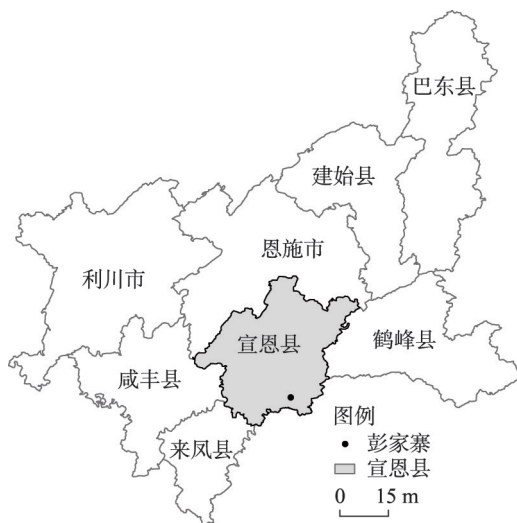 巴东县
建始县
恩施市
利川市
宣恩县
鹤峰县
咸丰县
来凤县
图例
彭家寨
宣恩县
0 15 m